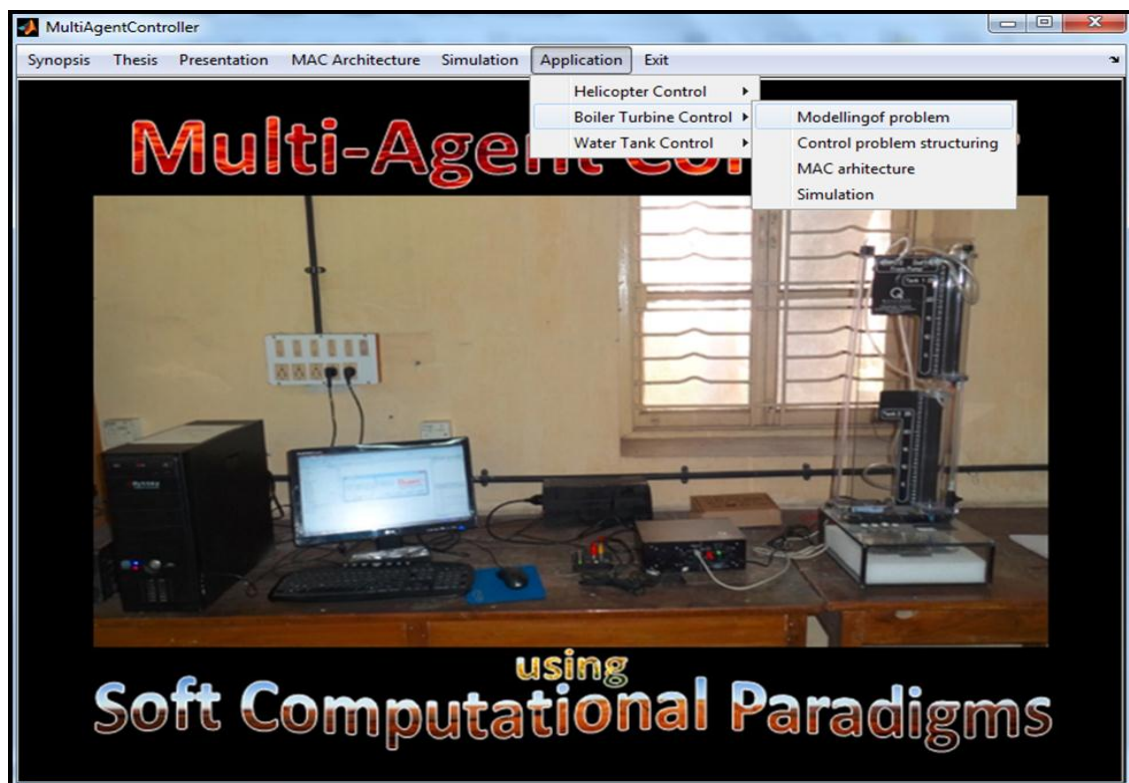 MultiAgentController
Synopsis Thesis Presentation MAC Architecture Simulation Application Exit
Helicopter Control
Boiler Turbine Control
Water Tank Control
Modellingof problem
Control problem structuring
MAC arhitecture
Simulation
Multi-Agent
using
Soft Computational Paradigms